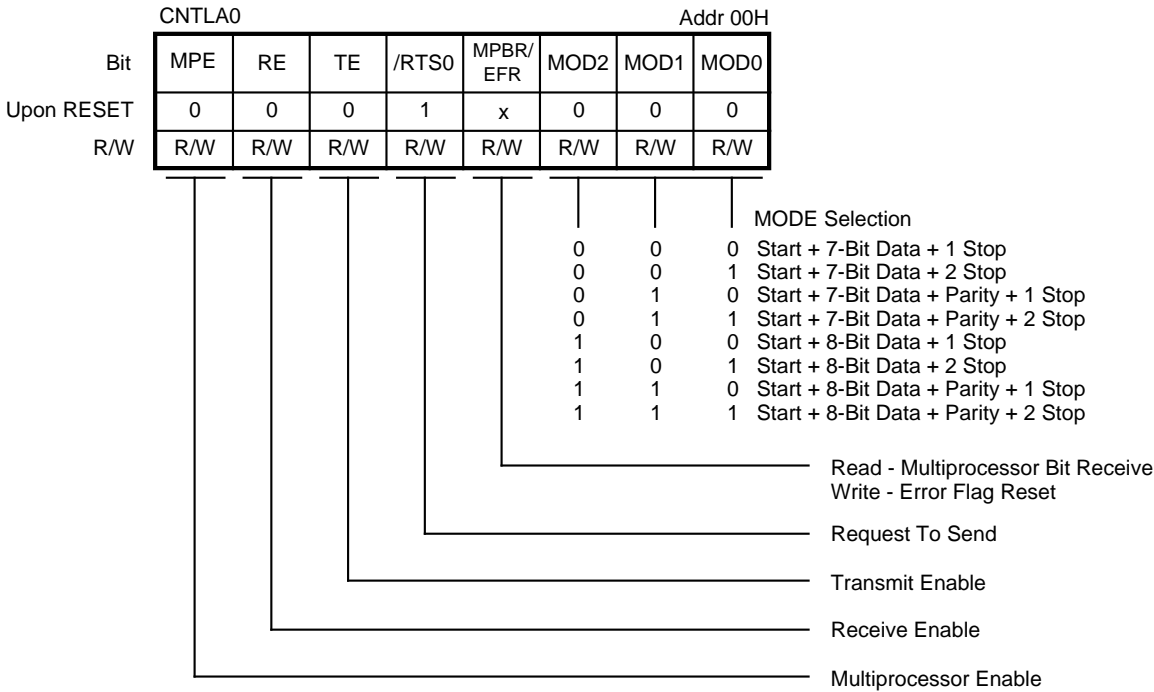 CNTLA0 Addr 00H
Bit MPE RE TE /RTS0 MPBR/ EFR MOD2 MOD1 MOD0
Upon RESET 0 0 0 1 x 0 0 0
R/W R/W R/W R/W R/W R/W R/W R/W R/W
MODE Selection
0 0 0 Start + 7-Bit Data + 1 Stop
0 0 1 Start + 7-Bit Data + 2 Stop
0 1 0 Start + 7-Bit Data + Parity + 1 Stop
0 1 1 Start + 7-Bit Data + Parity + 2 Stop
1 0 0 Start + 8-Bit Data + 1 Stop
1 0 1 Start + 8-Bit Data + 2 Stop
1 1 0 Start + 8-Bit Data + Parity + 1 Stop
1 1 1 Start + 8-Bit Data + Parity + 2 Stop
Read - Multiprocessor Bit Receive
Write - Error Flag Reset
Request To Send
Transmit Enable
Receive Enable
Multiprocessor Enable